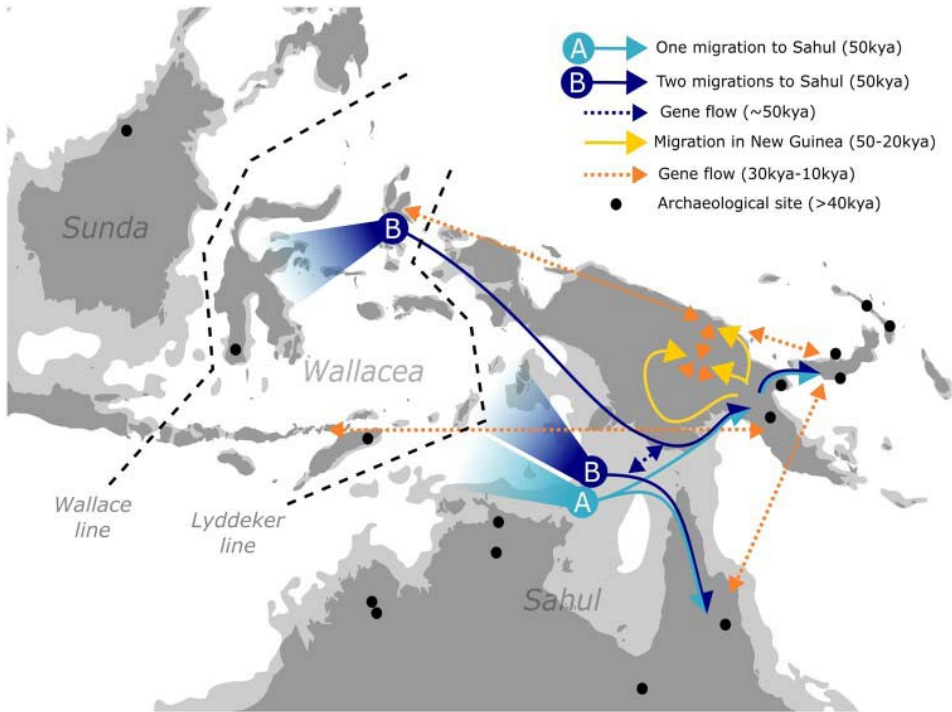 A One migration to Sahul (50kya)
B Two migrations to Sahul (50kya)
Gene flow (~50kya)
Migration in New Guinea (50-20kya)
Gene flow (30kya-10kya)
Archaeological site (>40kya)
Sunda
B
Wallacea
B
A
Wallace
line
Lyddeker
line
Sahul